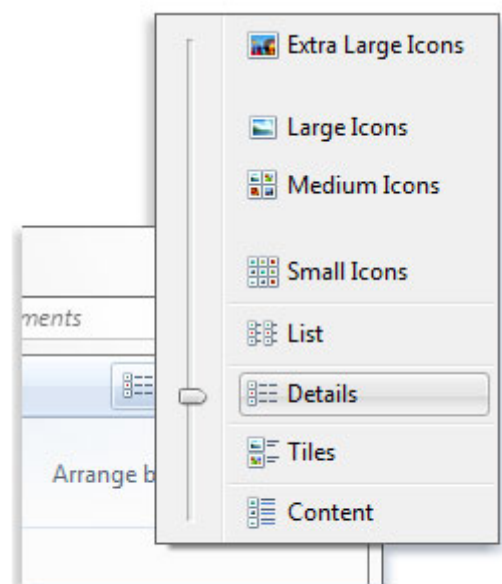 Extra Large Icons
Large Icons
Medium Icons
Small Icons
ments
List
Details
Tiles
Arrange b
Content